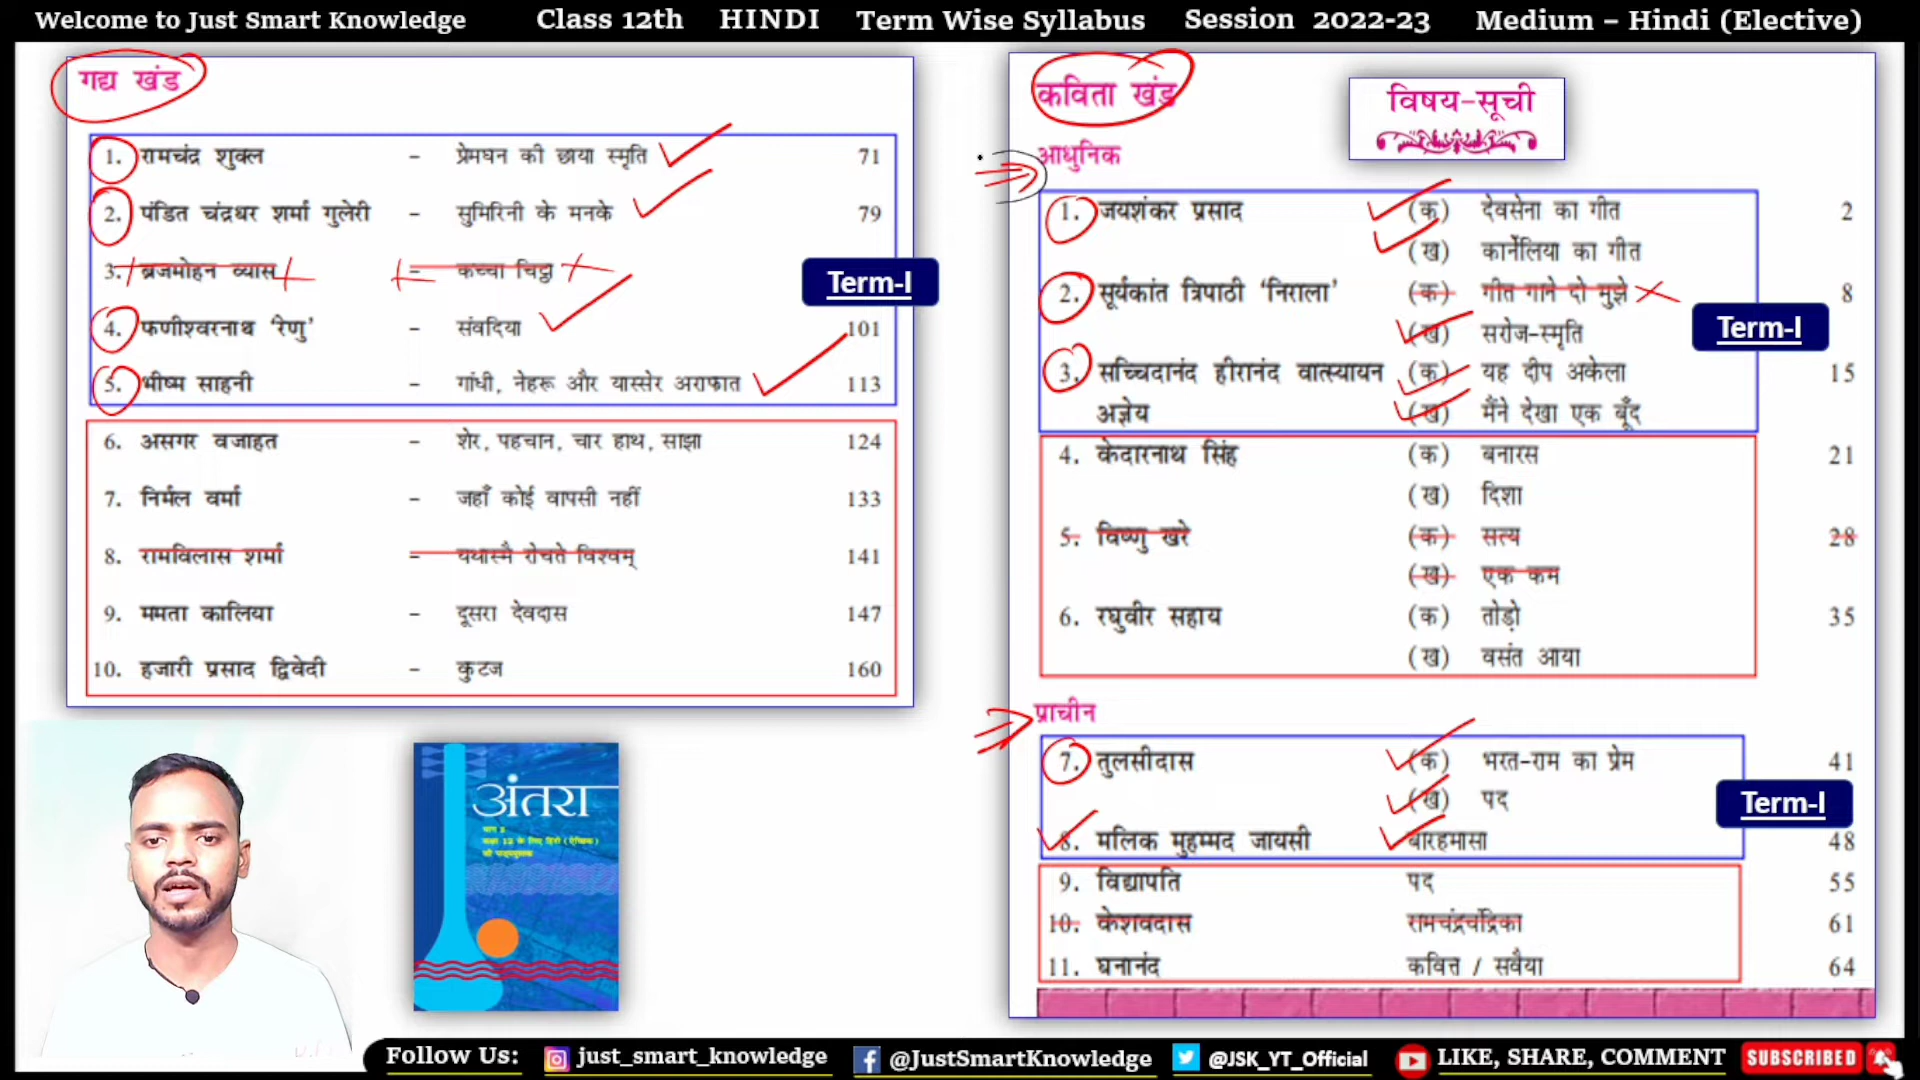 Welcome to Just Smart Knowledge Class 12th HINDI Term Wise Syllabus Session 2022-23 Medium – Hindi (Elective)
गद्य खंड
1. रामचंद्र शुक्ल – प्रेमघन की छाया स्मृति 71
2. पंडित चंद्रधर शर्मा गुलेरी – सुमिरिनी के मनके 79
3. ब्रजमोहन व्यास – कच्चा चिट्ठा
Term-I
4. फणीश्वरनाथ ‘रेणु’ – संवदिया 101
5. भीष्म साहनी – गांधी, नेहरू और यास्सेर अराफात 113
6. असगर वजाहत – शेर, पहचान, चार हाथ, साझा 124
7. निर्मल वर्मा – जहाँ कोई वापसी नहीं 133
8. रामविलास शर्मा – यथास्मै रोचते विश्वम् 141
9. ममता कालिया – दूसरा देवदास 147
10. हजारी प्रसाद द्विवेदी – कुटज 160
कविता खंड
विषय-सूची
आधुनिक
1. जयशंकर प्रसाद (क) देवसेना का गीत 2
(ख) कार्नेलिया का गीत
2. सूर्यकांत त्रिपाठी ‘निराला’ (क) गीत गाने दो मुझे 8
(ख) सरोज-स्मृति
Term-I
3. सच्चिदानंद हीरानंद वात्स्यायन (क) यह दीप अकेला 15
अज्ञेय (ख) मैंने देखा एक बूँद
4. केदारनाथ सिंह (क) बनारस 21
(ख) दिशा
5. विष्णु खरे (क) सत्य 28
(ख) एक कम
6. रघुवीर सहाय (क) तोड़ो 35
(ख) वसंत आया
प्राचीन
7. तुलसीदास (क) भरत-राम का प्रेम 41
(ख) पद
Term-I
8. मलिक मुहम्मद जायसी बारहमासा 48
9. विद्यापति पद 55
10. केशवदास रामचंद्रचंद्रिका 61
11. घनानंद कवित्त / सवैया 64
अंतरा
भाग 2
कक्षा 12 के लिए हिंदी (ऐच्छिक)
की पाठ्यपुस्तक
Follow Us: just_smart_knowledge @JustSmartKnowledge @JSK_YT_Official LIKE, SHARE, COMMENT SUBSCRIBED